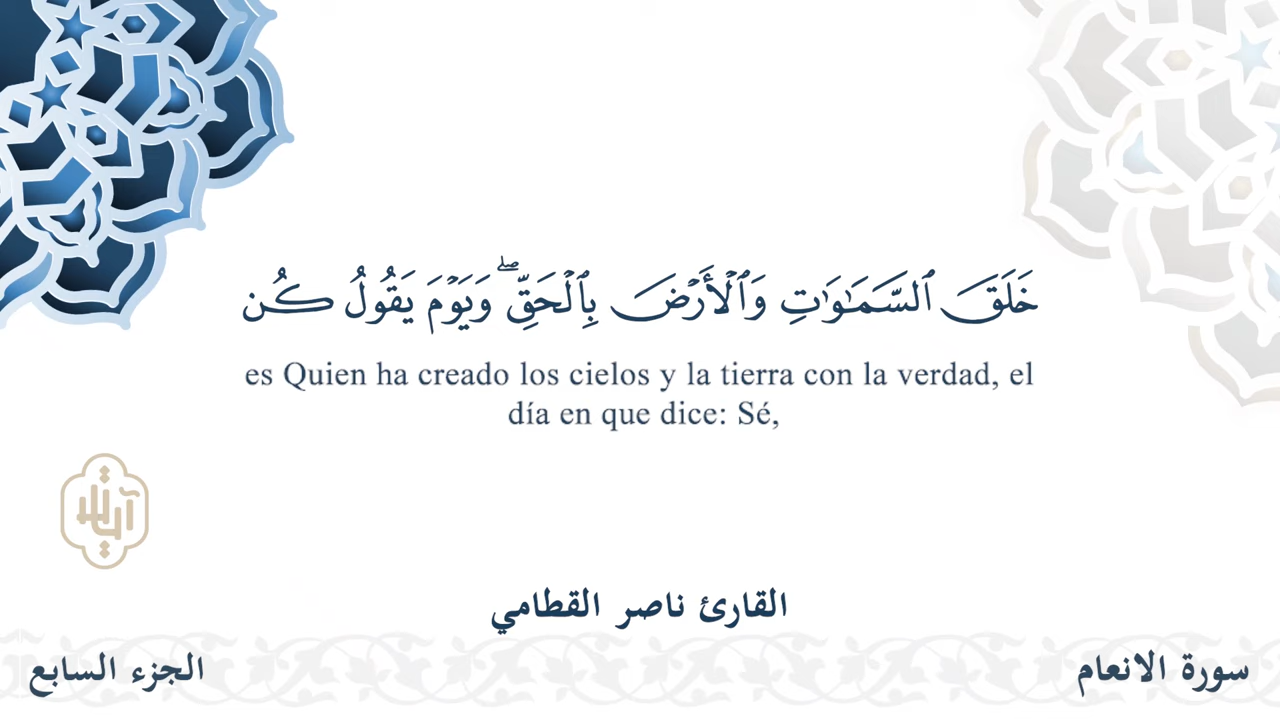 خَلَقَ ٱلسَّمَٰوَٰتِ وَٱلْأَرْضَ بِٱلْحَقِّ ۖ وَيَوْمَ يَقُولُ كُن
es Quien ha creado los cielos y la tierra con la verdad, el
día en que dice: Sé,
القارئ ناصر القطامي
سورة الانعام
الجزء السابع